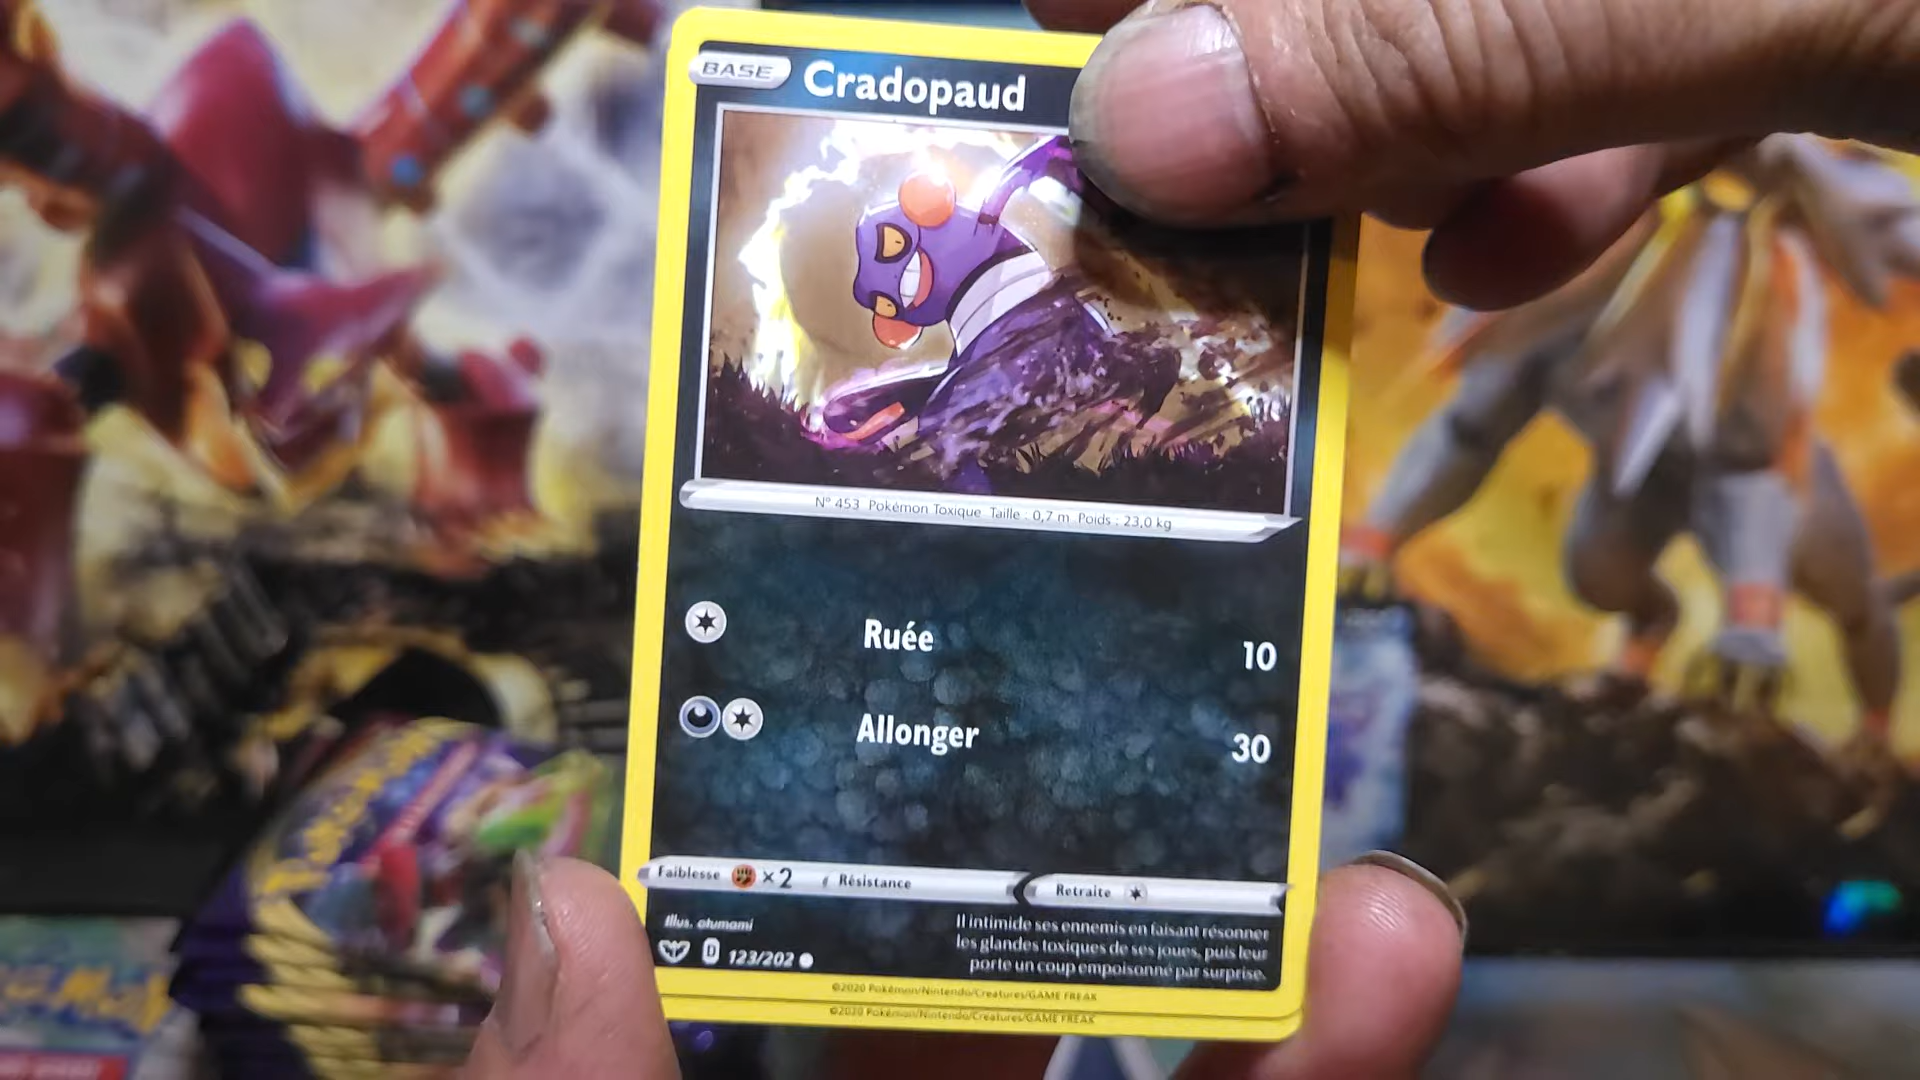 BASE Cradopaud
N° 453 Pokémon Toxique Taille : 0,7 m Poids : 23,0 kg
Ruée 10
Allonger 30
Faiblesse ×2 Résistance Retraite
Illus. otumami
Il intimide ses ennemis en faisant résonner
les glandes toxiques de ses joues, puis leur
porte un coup empoisonné par surprise.
D 123/202
©2020 Pokémon/Nintendo/Creatures/GAME FREAK
©2020 Pokémon/Nintendo/Creatures/GAME FREAK